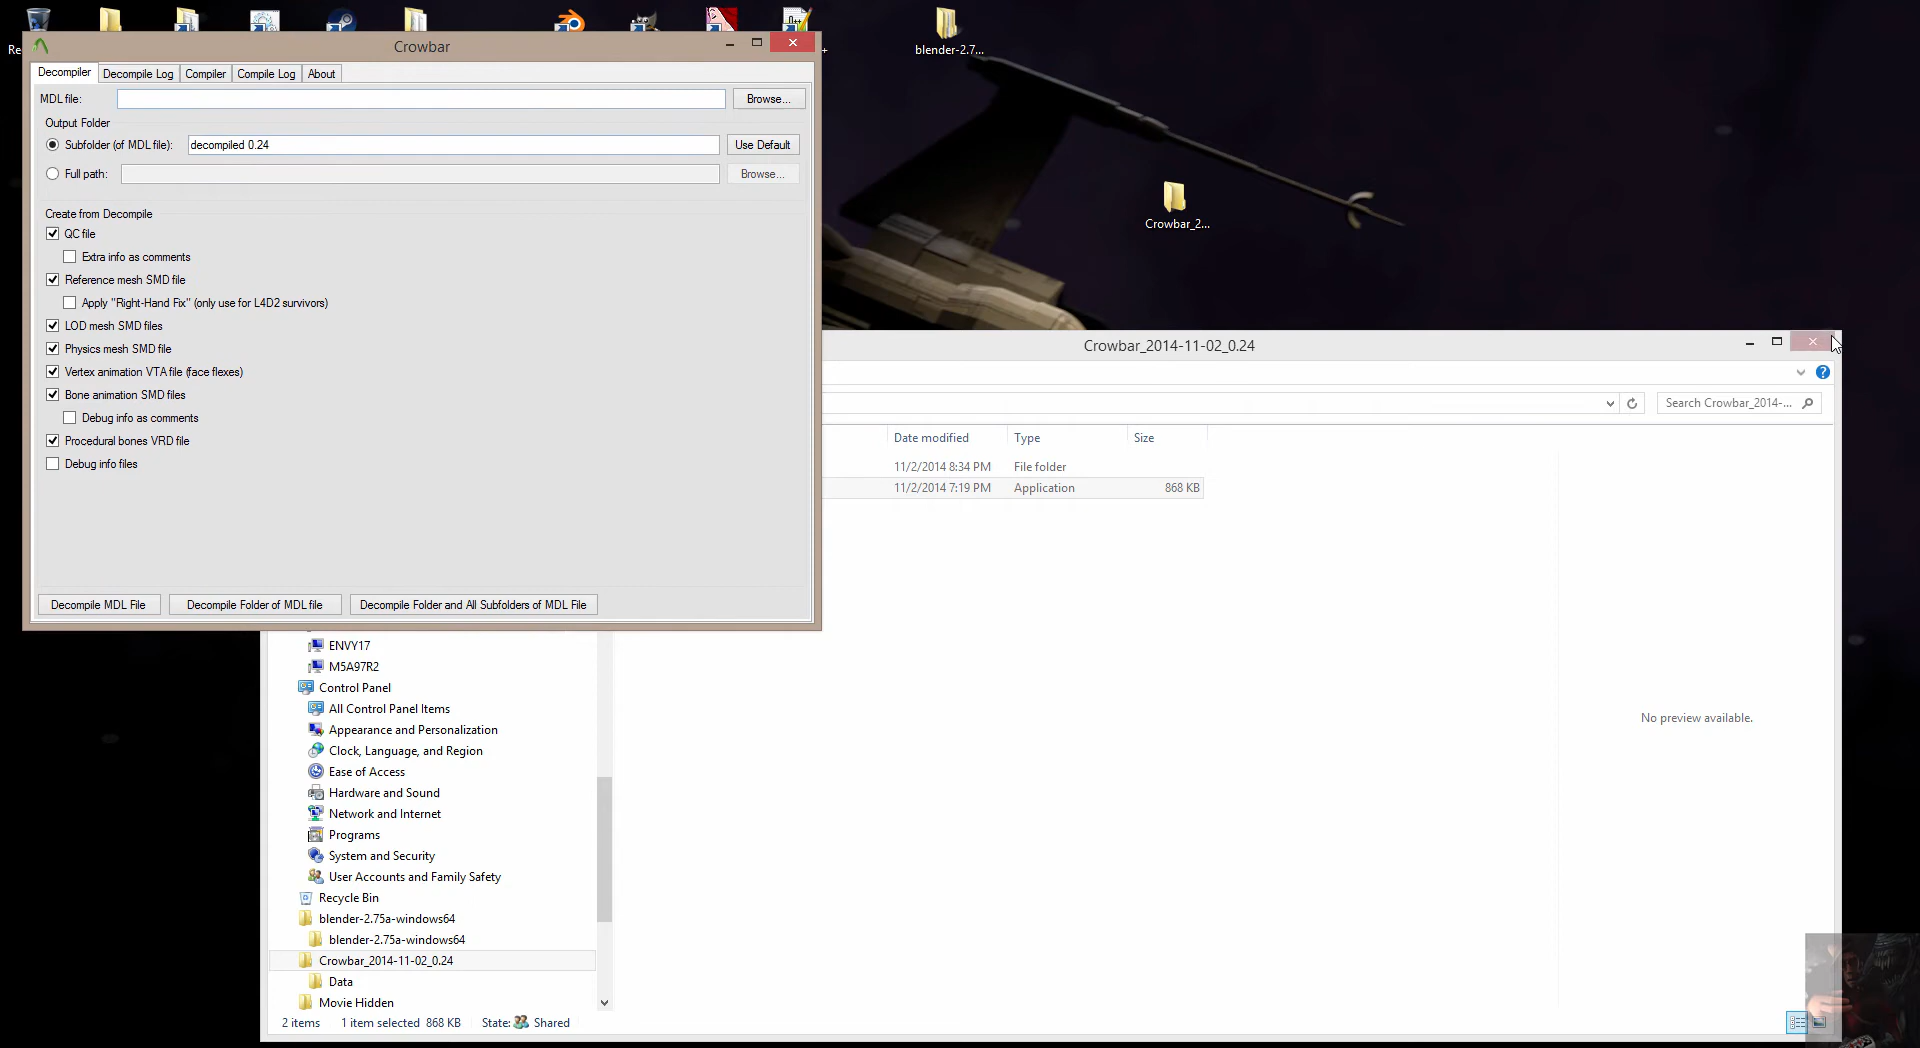 Re
+
blender-2.7...
Crowbar_2...
Crowbar
Decompiler
Decompile Log
Compiler
Compile Log
About
MDL file:
Browse...
Output Folder
Subfolder (of MDL file):
decompiled 0.24
Use Default
Full path:
Browse...
Create from Decompile
QC file
Extra info as comments
Reference mesh SMD file
Apply "Right-Hand Fix" (only use for L4D2 survivors)
LOD mesh SMD files
Physics mesh SMD file
Vertex animation VTA file (face flexes)
Bone animation SMD files
Debug info as comments
Procedural bones VRD file
Debug info files
Decompile MDL File
Decompile Folder of MDL file
Decompile Folder and All Subfolders of MDL File
Crowbar_2014-11-02_0.24
Search Crowbar_2014-...
Date modified
Type
Size
11/2/2014 8:34 PM
File folder
11/2/2014 7:19 PM
Application
868 KB
No preview available.
ENVY17
M5A97R2
Control Panel
All Control Panel Items
Appearance and Personalization
Clock, Language, and Region
Ease of Access
Hardware and Sound
Network and Internet
Programs
System and Security
User Accounts and Family Safety
Recycle Bin
blender-2.75a-windows64
blender-2.75a-windows64
Crowbar_2014-11-02_0.24
Data
Movie Hidden
2 items
1 item selected 868 KB
State:
Shared